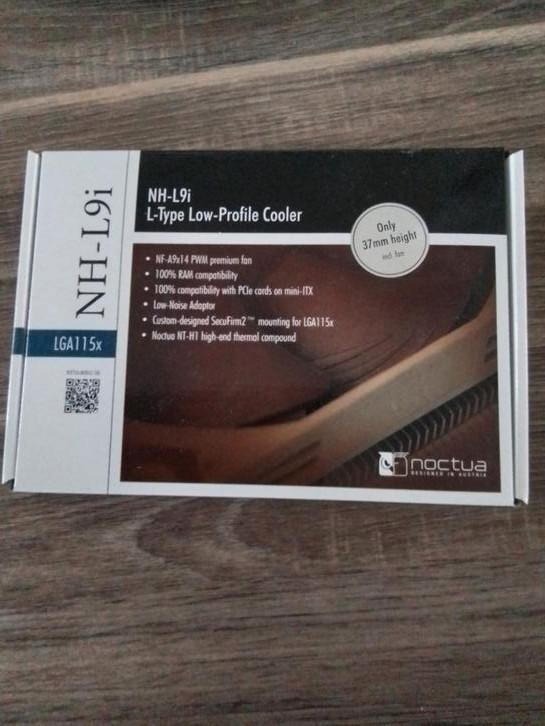 NH-L9i
LGA115x
NH-L9i
L-Type Low-Profile Cooler
Only
37mm height
incl. fan
• NF-A9x14 PWM premium fan
• 100% RAM compatibility
• 100% compatibility with PCIe cards on mini-ITX
• Low-Noise Adaptor
• Custom-designed SecuFirm2™ mounting for LGA115x
• Noctua NT-H1 high-end thermal compound
noctua
DESIGNED IN AUSTRIA